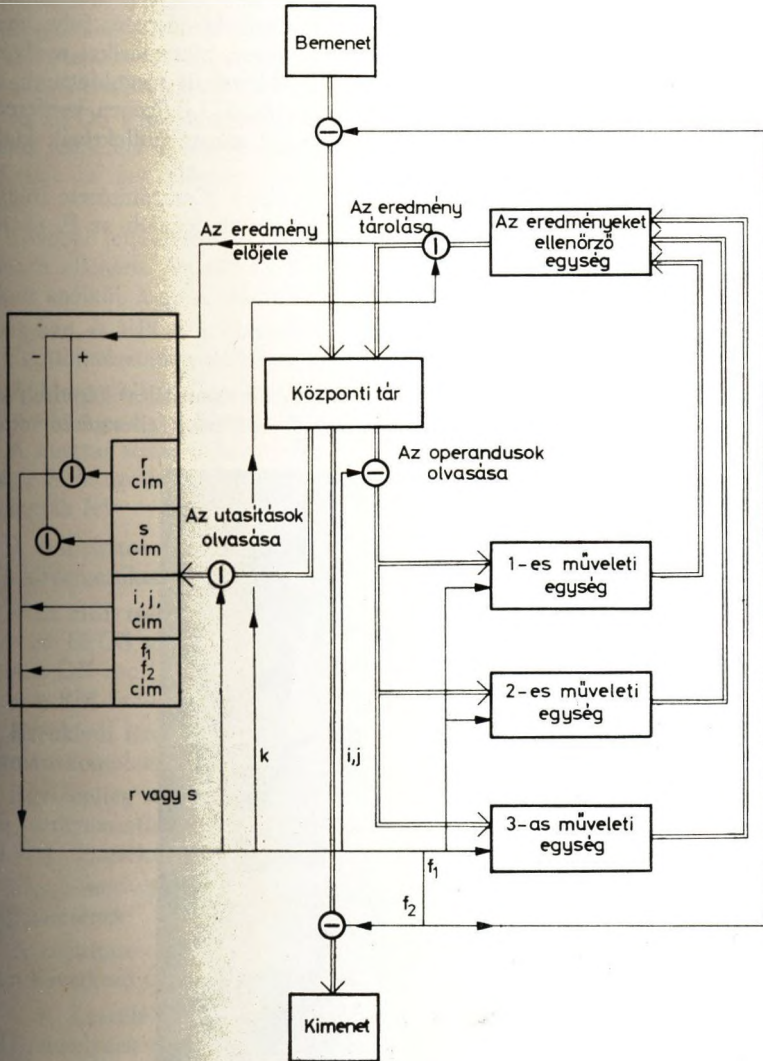 Bemenet
Az eredmény
tárolása
Az eredményeket
ellenőrző
egység
Az eredmény
előjele
- +
Központi tár
Az operandusok
olvasása
r
cím
Az utasítások
olvasása
s
cím
1-es műveleti
egység
i, j,
cím
f₁
f₂
cím
2-es műveleti
egység
k
i,j
r vagy s
3-as műveleti
egység
f₁
f₂
Kimenet